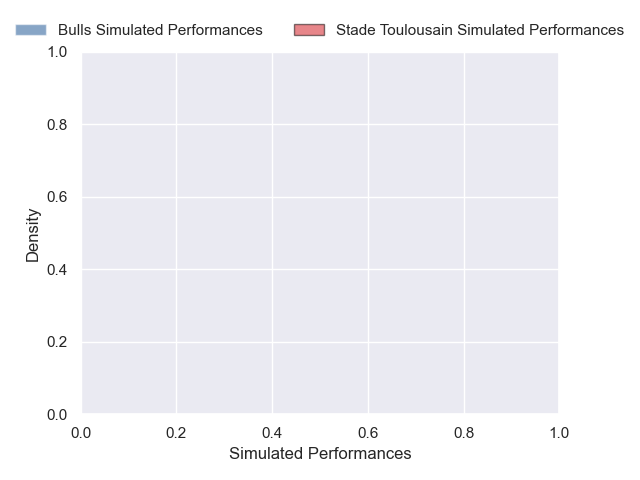 Bulls Simulated Performances
Stade Toulousain Simulated Performances
1.0
0.8
0.6
0.4
0.2
0.0
Density
0.0 0.2 0.4 0.6 0.8 1.0
Simulated Performances